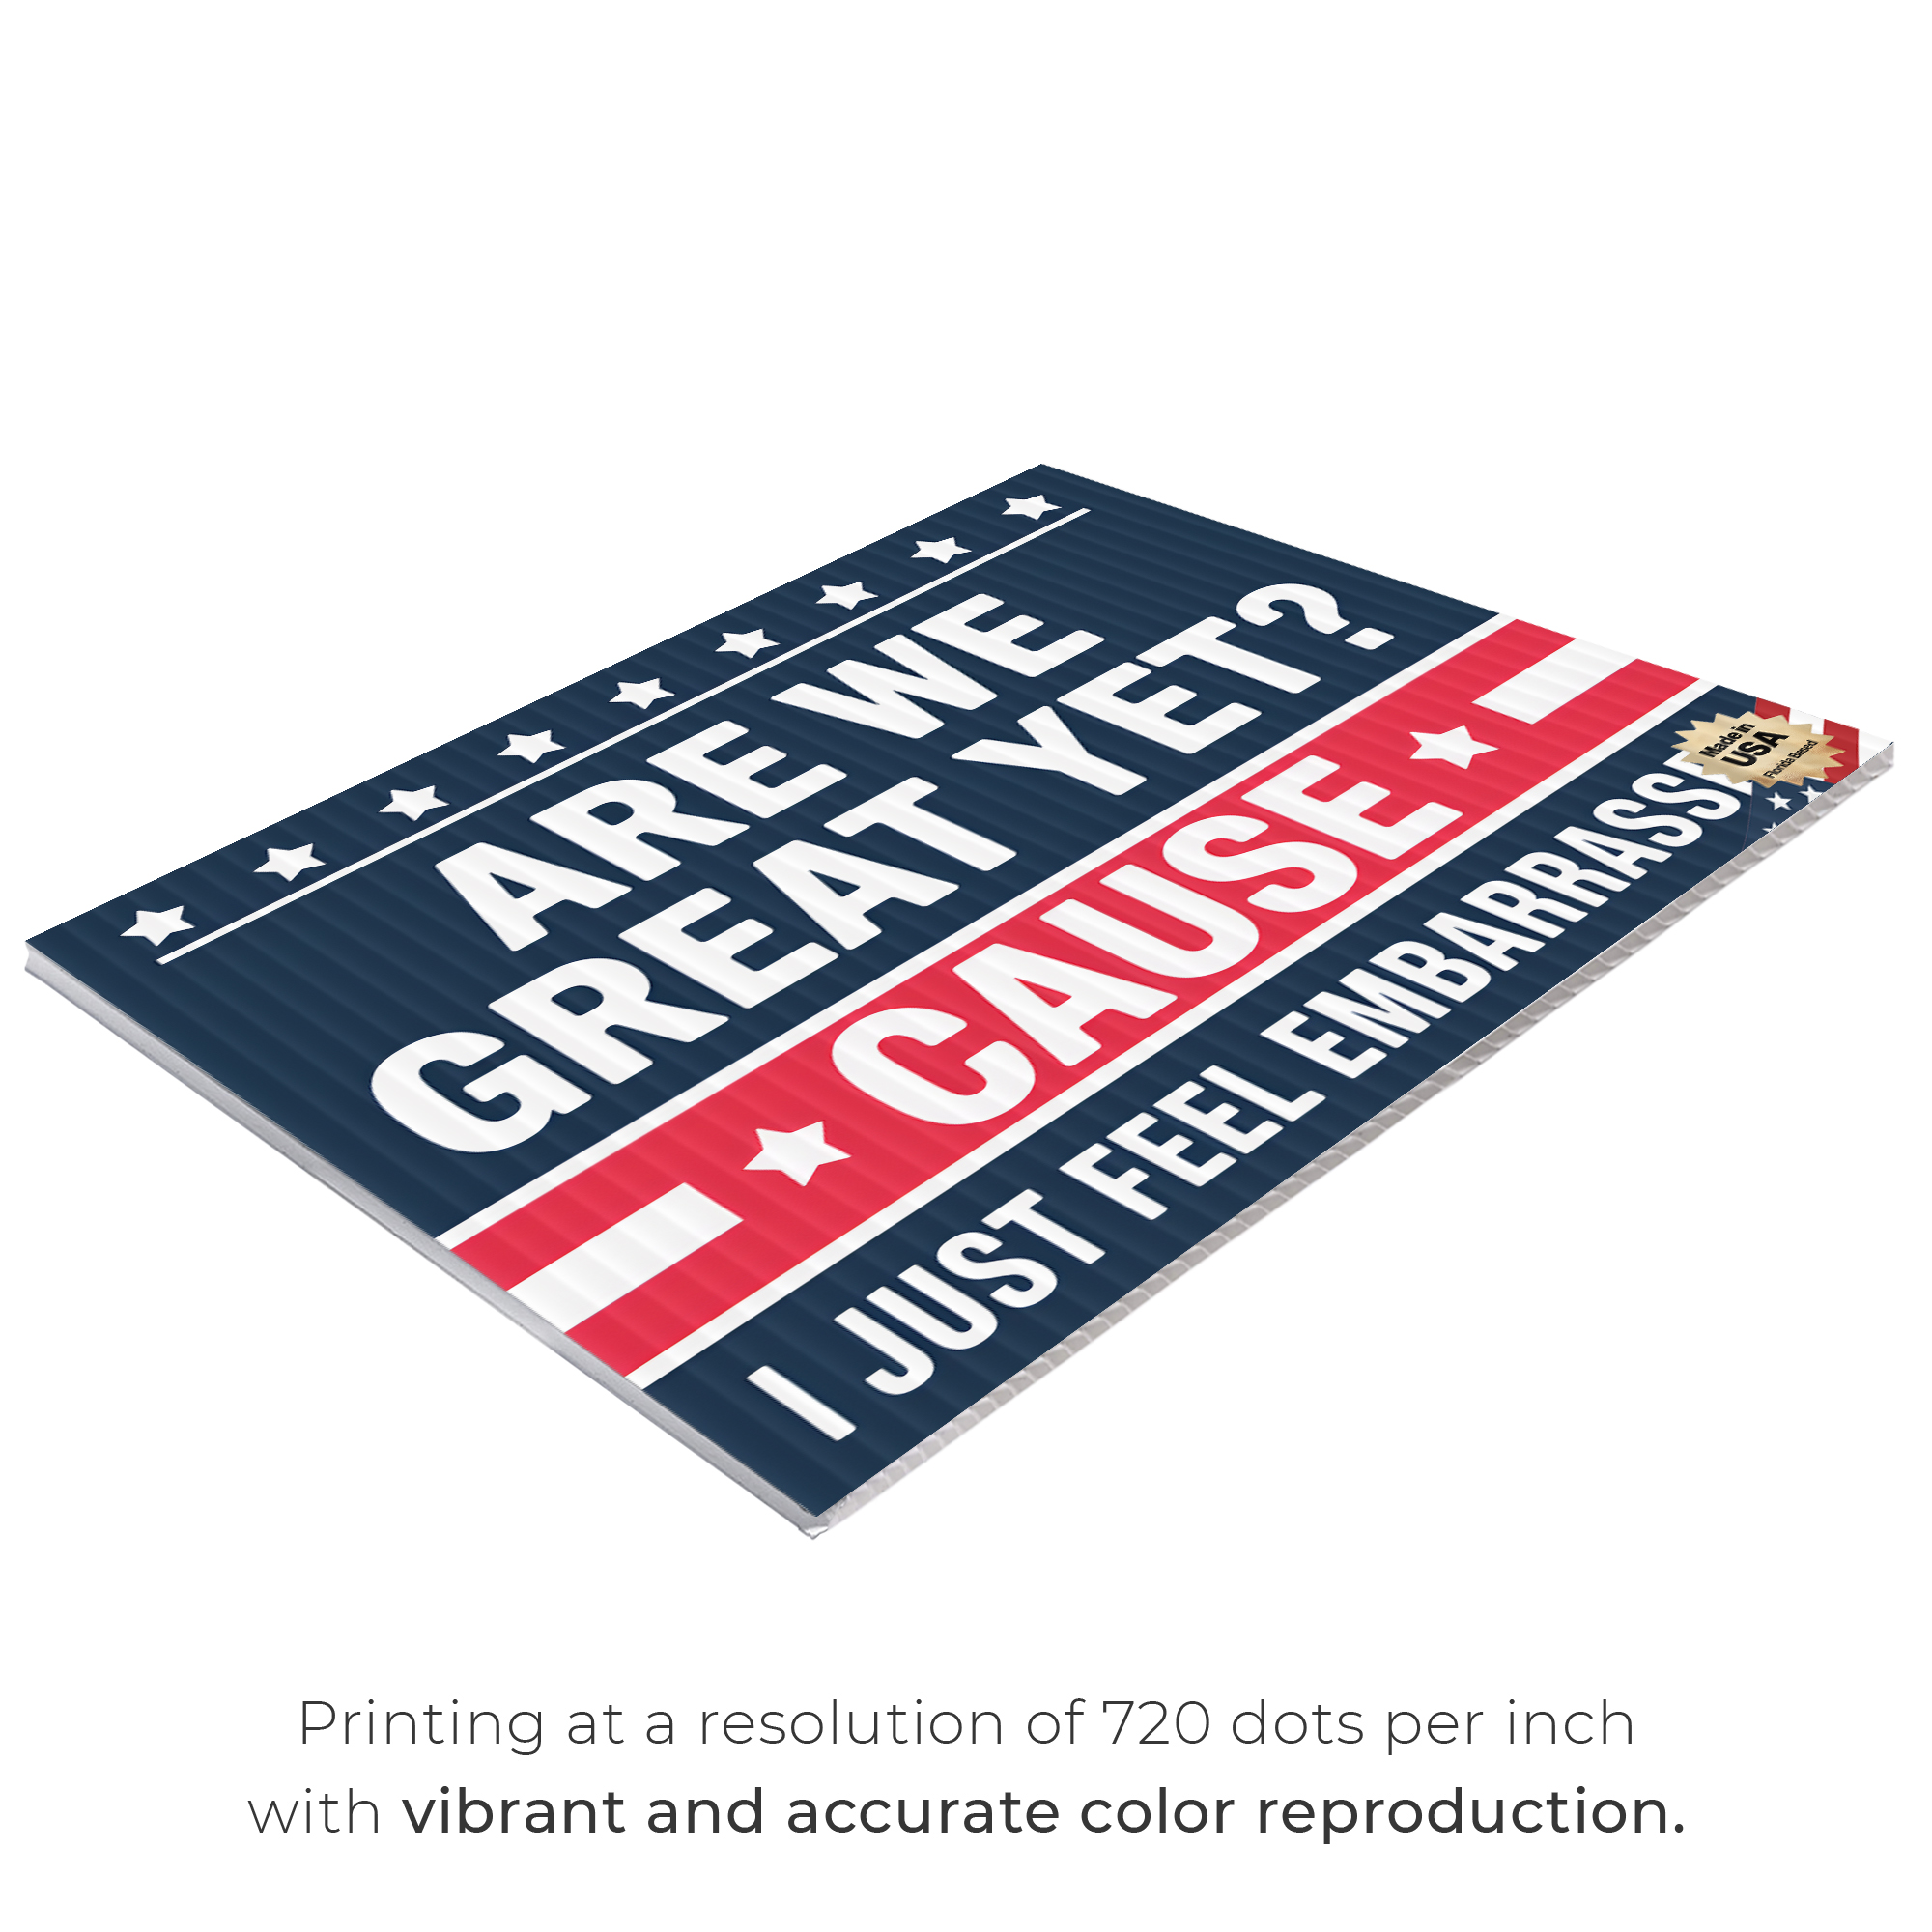 ARE WE
GREAT YET?
CAUSE
I JUST FEEL EMBARRASS
Made in
USA
Florida Based
Printing at a resolution of 720 dots per inch
with vibrant and accurate color reproduction.